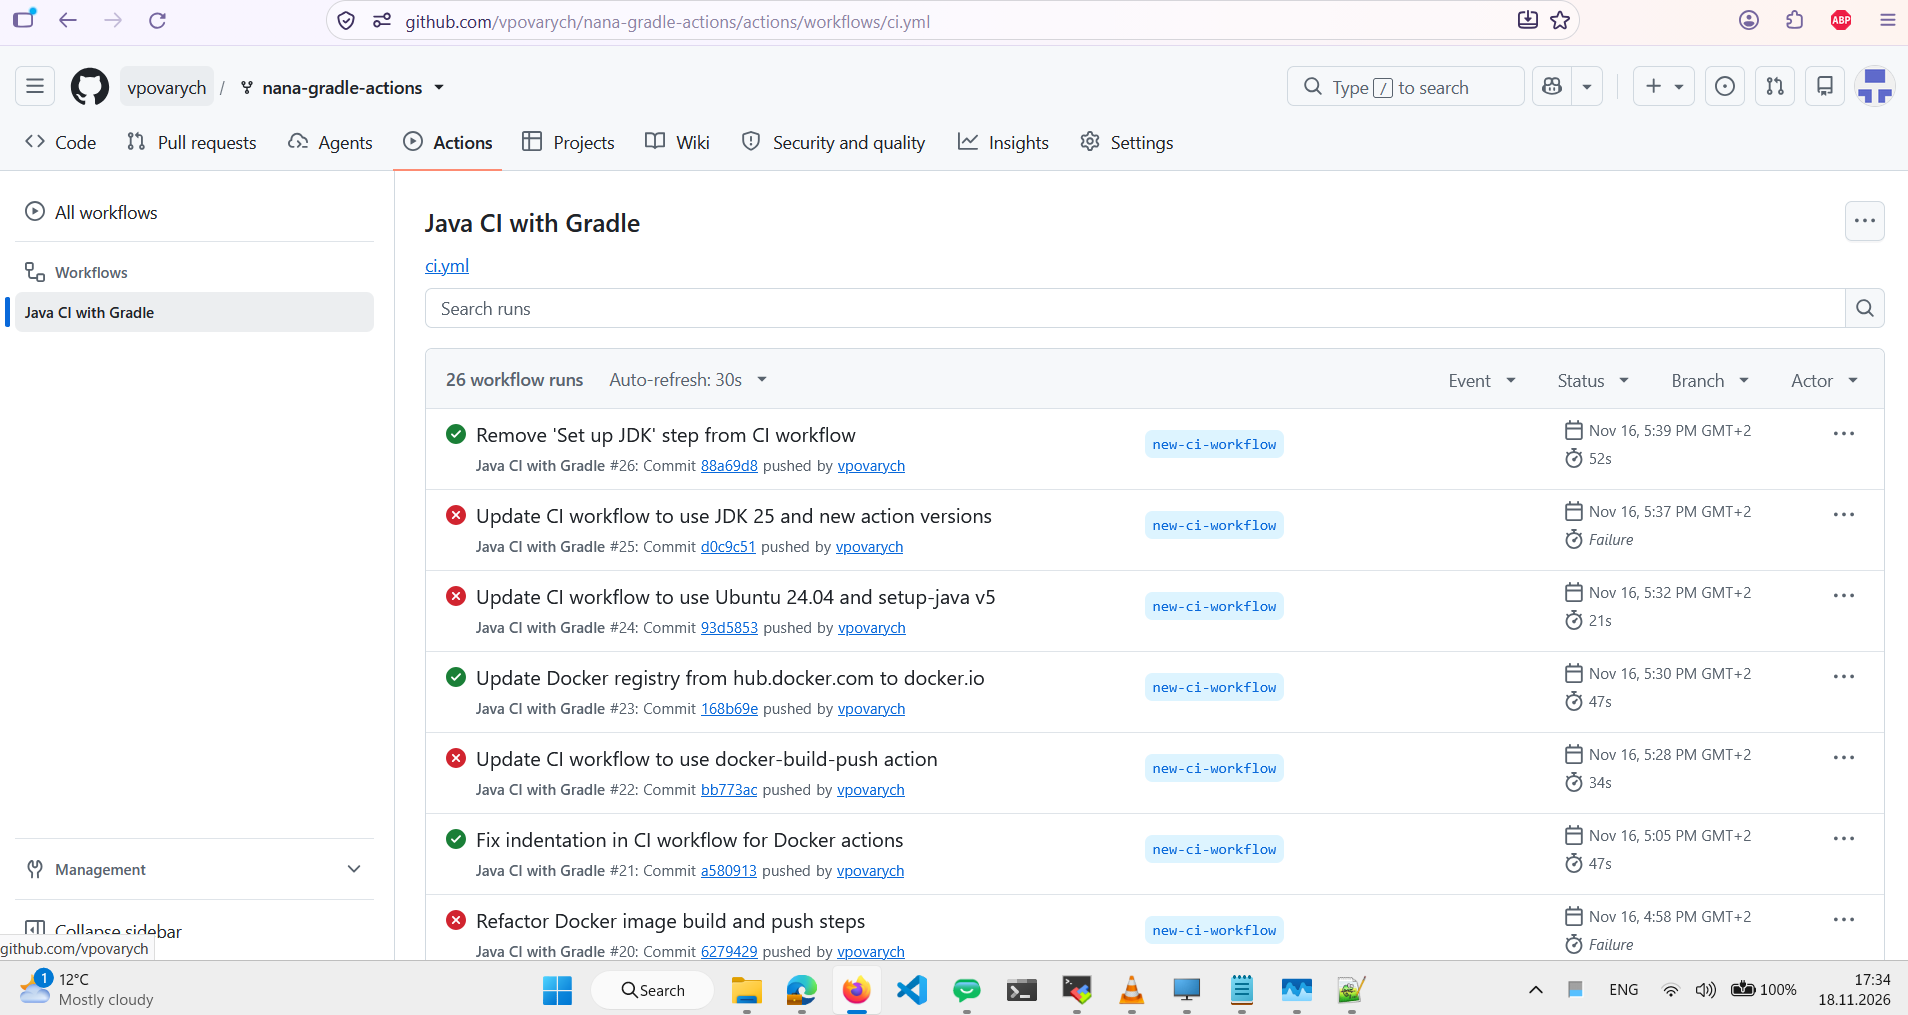 github.com/vpovarych/nana-gradle-actions/actions/workflows/ci.yml
ABP
vpovarych / nana-gradle-actions
Type / to search
Code
Pull requests
Agents
Actions
Projects
Wiki
Security and quality
Insights
Settings
All workflows
Workflows
Java CI with Gradle
Management
Collapse sidebar
github.com/vpovarych
Java CI with Gradle
ci.yml
Search runs
26 workflow runs
Auto-refresh: 30s
Event
Status
Branch
Actor
Remove 'Set up JDK' step from CI workflow
Java CI with Gradle #26: Commit 88a69d8 pushed by vpovarych
new-ci-workflow
Nov 16, 5:39 PM GMT+2
52s
Update CI workflow to use JDK 25 and new action versions
Java CI with Gradle #25: Commit d0c9c51 pushed by vpovarych
new-ci-workflow
Nov 16, 5:37 PM GMT+2
Failure
Update CI workflow to use Ubuntu 24.04 and setup-java v5
Java CI with Gradle #24: Commit 93d5853 pushed by vpovarych
new-ci-workflow
Nov 16, 5:32 PM GMT+2
21s
Update Docker registry from hub.docker.com to docker.io
Java CI with Gradle #23: Commit 168b69e pushed by vpovarych
new-ci-workflow
Nov 16, 5:30 PM GMT+2
47s
Update CI workflow to use docker-build-push action
Java CI with Gradle #22: Commit bb773ac pushed by vpovarych
new-ci-workflow
Nov 16, 5:28 PM GMT+2
34s
Fix indentation in CI workflow for Docker actions
Java CI with Gradle #21: Commit a580913 pushed by vpovarych
new-ci-workflow
Nov 16, 5:05 PM GMT+2
47s
Refactor Docker image build and push steps
Java CI with Gradle #20: Commit 6279429 pushed by vpovarych
new-ci-workflow
Nov 16, 4:58 PM GMT+2
Failure
1
12°C
Mostly cloudy
Search
ENG
100%
17:34
18.11.2026